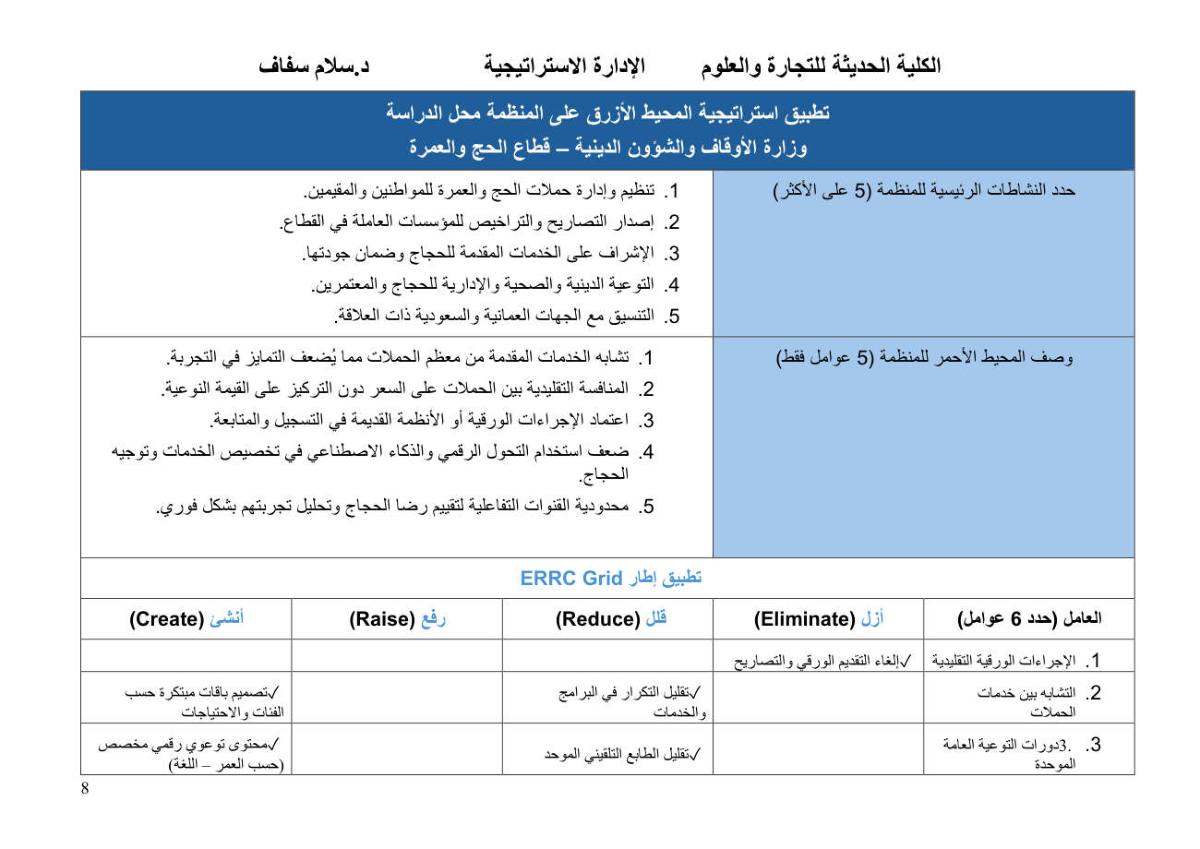 الكلية الحديثة للتجارة والعلوم الإدارة الاستراتيجية د.سلام سفاف
تطبيق استراتيجية المحيط الأزرق على المنظمة محل الدراسة
وزارة الأوقاف والشؤون الدينية – قطاع الحج والعمرة
حدد النشاطات الرئيسية للمنظمة (5 على الأكثر)
1. تنظيم وإدارة حملات الحج والعمرة للمواطنين والمقيمين.
2. إصدار التصاريح والتراخيص للمؤسسات العاملة في القطاع.
3. الإشراف على الخدمات المقدمة للحجاج وضمان جودتها.
4. التوعية الدينية والصحية والإدارية للحجاج والمعتمرين.
5. التنسيق مع الجهات العمانية والسعودية ذات العلاقة.
وصف المحيط الأحمر للمنظمة (5 عوامل فقط)
1. تشابه الخدمات المقدمة من معظم الحملات مما يُضعف التمايز في التجربة.
2. المنافسة التقليدية بين الحملات على السعر دون التركيز على القيمة النوعية.
3. اعتماد الإجراءات الورقية أو الأنظمة القديمة في التسجيل والمتابعة.
4. ضعف استخدام التحول الرقمي والذكاء الاصطناعي في تخصيص الخدمات وتوجيه
الحجاج.
5. محدودية القنوات التفاعلية لتقييم رضا الحجاج وتحليل تجربتهم بشكل فوري.
تطبيق إطار ERRC Grid
العامل (حدد 6 عوامل) أزل (Eliminate) قلل (Reduce) رفع (Raise) أنشئ (Create)
1. الإجراءات الورقية التقليدية
✓إلغاء التقديم الورقي والتصاريح
2. التشابه بين خدمات
الحملات
✓تقليل التكرار في البرامج
والخدمات
✓تصميم باقات مبتكرة حسب
الفئات والاحتياجات
3. .3دورات التوعية العامة
الموحدة
✓تقليل الطابع التلقيني الموحد
✓محتوى توعوي رقمي مخصص
(حسب العمر – اللغة)
8